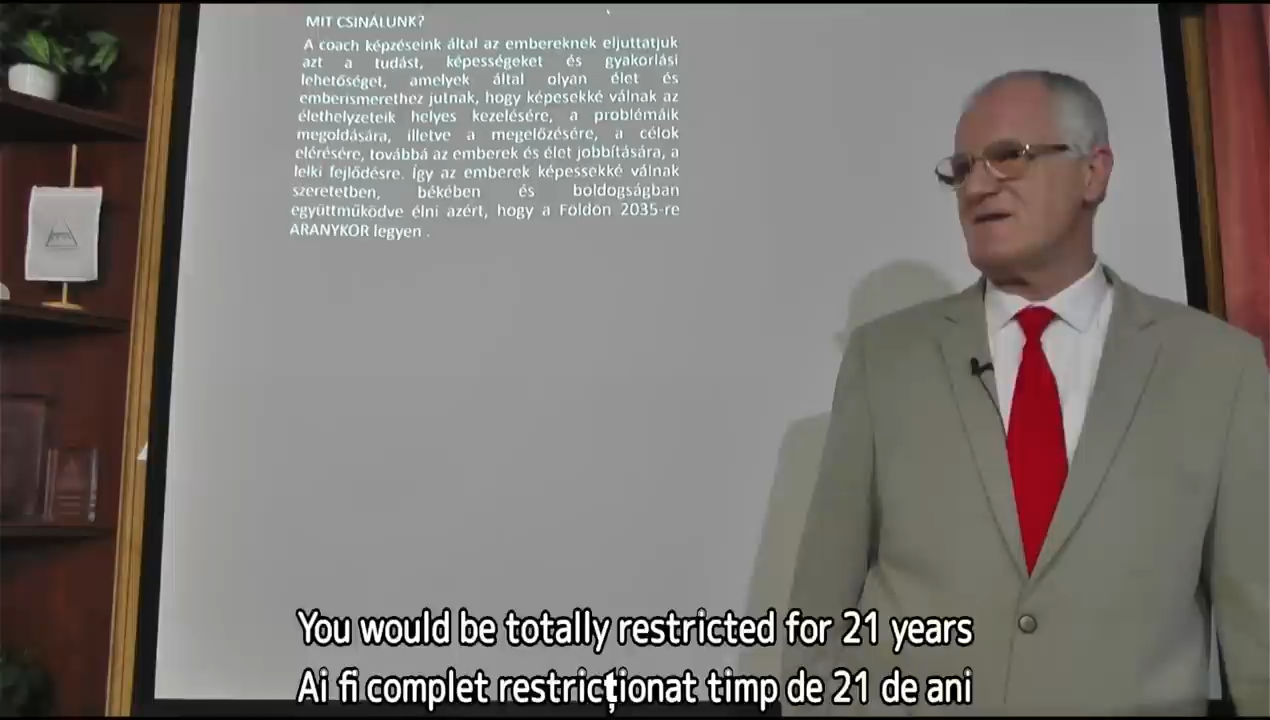 MIT CSINÁLUNK?
A coach képzéseink által az embereknek eljuttatjuk
azt a tudást, képességeket és gyakorlási
lehetőséget, amelyek által olyan élet és
emberismerethez jutnak, hogy képesekké válnak az
élethelyzeteik helyes kezelésére, a problémáik
megoldására, illetve a megelőzésére, a célok
elérésére, továbbá az emberek és élet jobbítására, a
lelki fejlődésre. Így az emberek képessekké válnak
szeretetben, békében és boldogságban
együttműködve élni azért, hogy a Földön 2035-re
ARANYKOR legyen .
You would be totally restricted for 21 years
Ai fi complet restricționat timp de 21 de ani